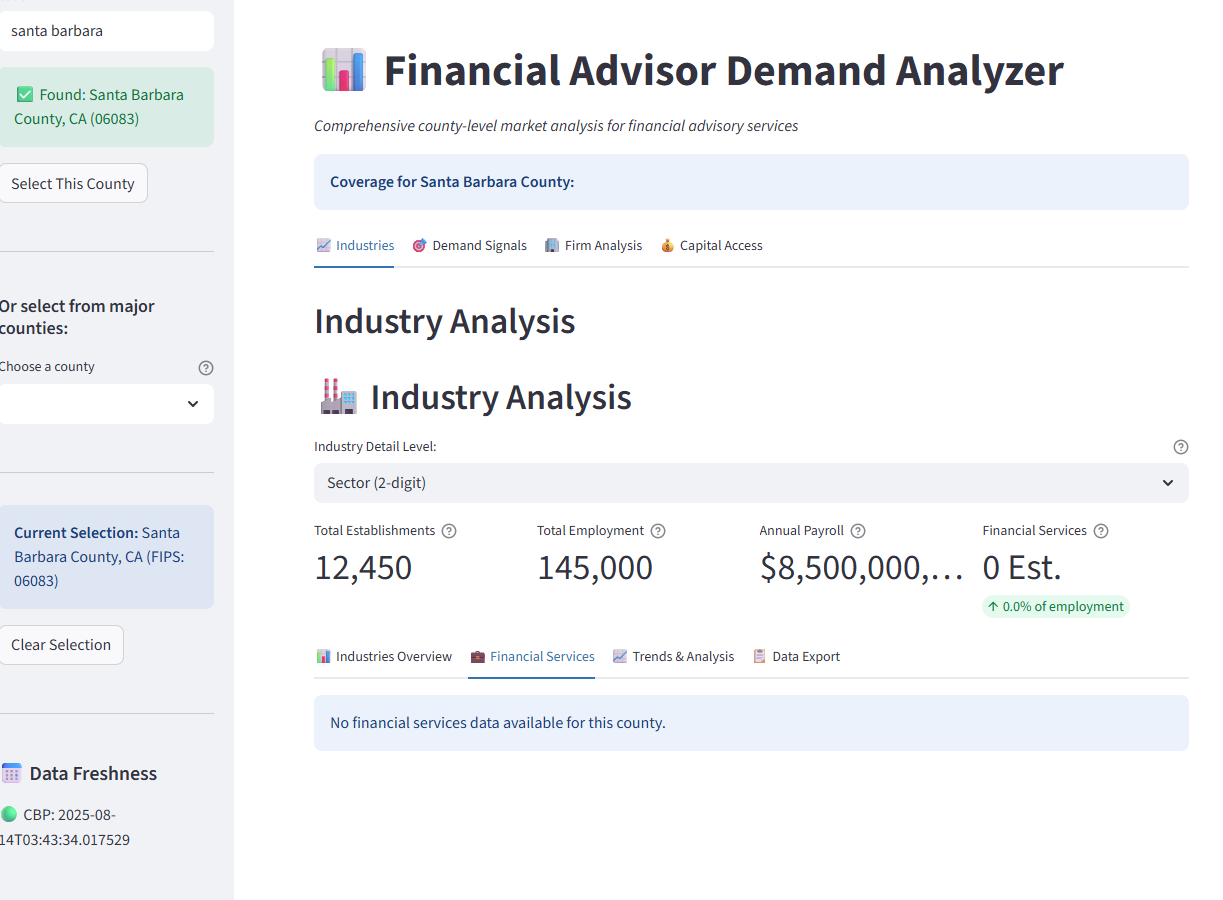 santa barbara
Found: Santa Barbara
County, CA (06083)
Select This County
Or select from major
counties:
Choose a county
Current Selection: Santa
Barbara County, CA (FIPS:
06083)
Clear Selection
Data Freshness
CBP: 2025-08-
14T03:43:34.017529
Financial Advisor Demand Analyzer
Comprehensive county-level market analysis for financial advisory services
Coverage for Santa Barbara County:
Industries Demand Signals Firm Analysis Capital Access
Industry Analysis
Industry Analysis
Industry Detail Level:
Sector (2-digit)
Total Establishments Total Employment Annual Payroll Financial Services
12,450 145,000 $8,500,000,… 0 Est.
↑ 0.0% of employment
Industries Overview Financial Services Trends & Analysis Data Export
No financial services data available for this county.